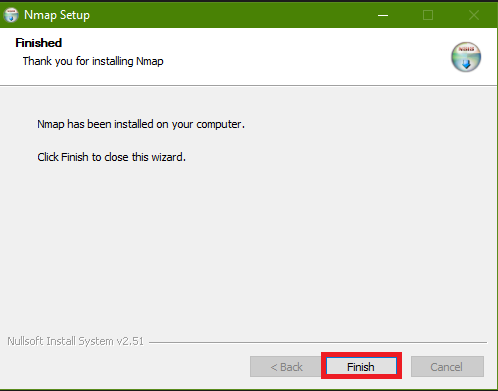 Nmap Setup
Finished
Thank you for installing Nmap
Nmap has been installed on your computer.
Click Finish to close this wizard.
Nullsoft Install System v2.51
< Back
Finish
Cancel